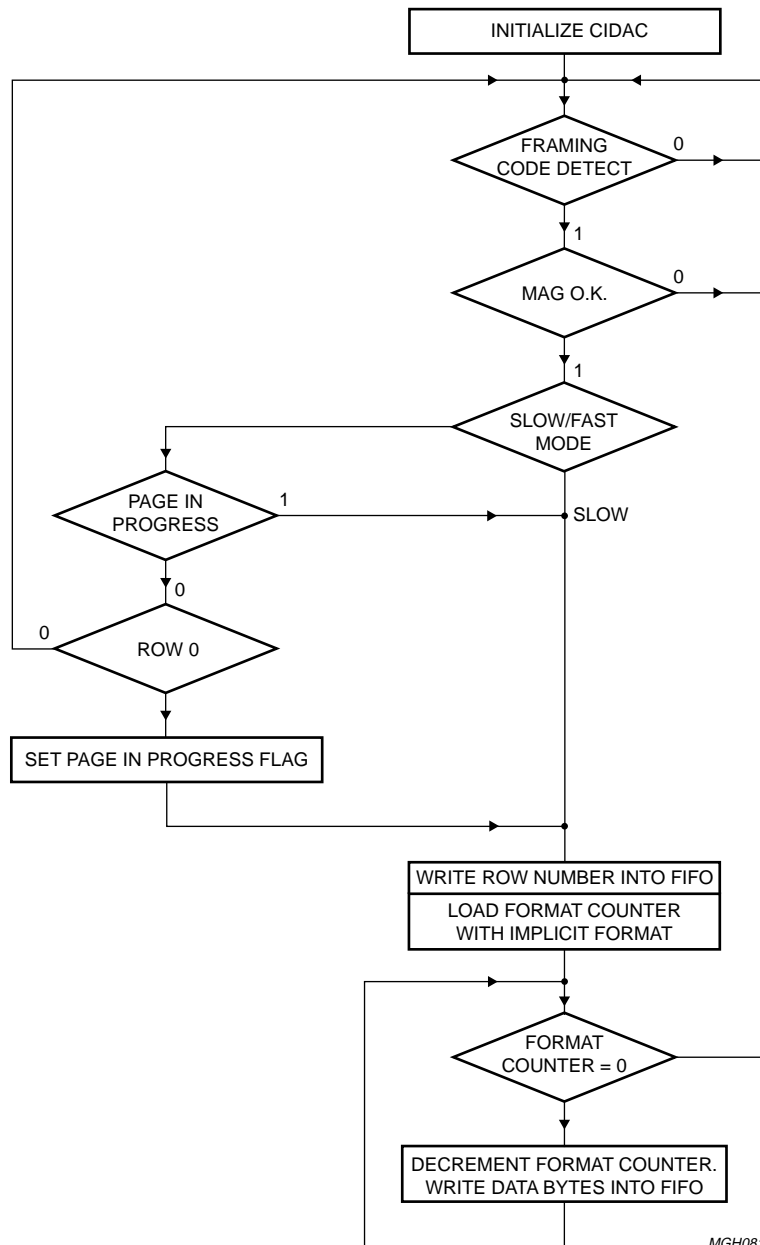 INITIALIZE CIDAC
FRAMING
CODE DETECT
0
1
MAG O.K.
0
1
SLOW/FAST
MODE
PAGE IN
PROGRESS
1
SLOW
0
0
ROW 0
SET PAGE IN PROGRESS FLAG
WRITE ROW NUMBER INTO FIFO
LOAD FORMAT COUNTER
WITH IMPLICIT FORMAT
FORMAT
COUNTER = 0
DECREMENT FORMAT COUNTER.
WRITE DATA BYTES INTO FIFO